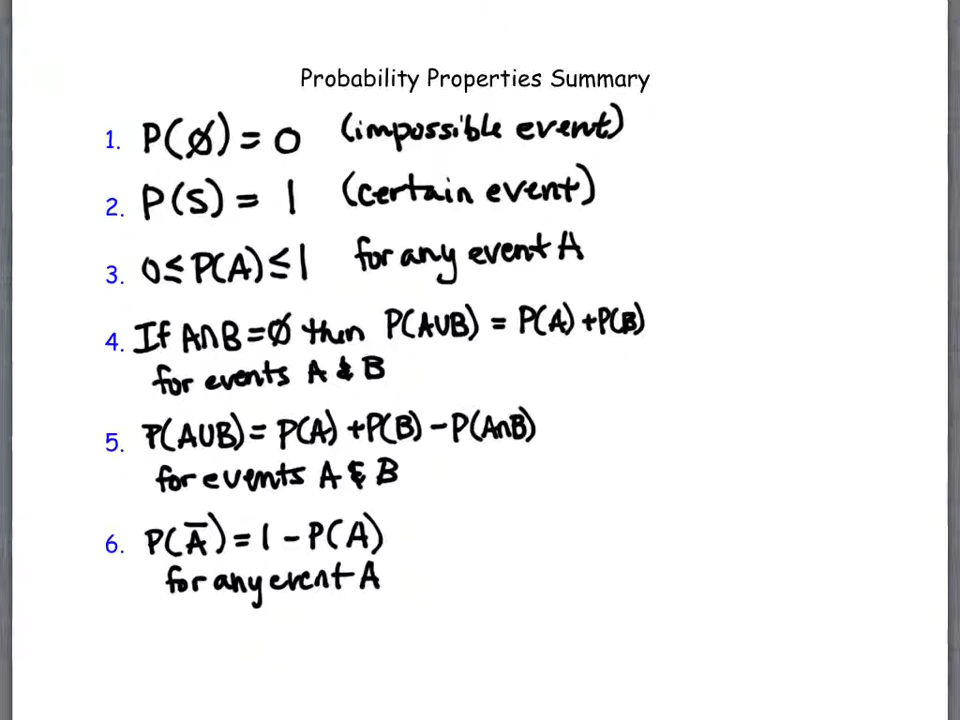 Probability Properties Summary
1. P(∅) = 0 (impossible event)
2. P(S) = 1 (certain event)
3. 0 ≤ P(A) ≤ 1 for any event A
4. If A∩B = ∅ then P(A∪B) = P(A) + P(B)
for events A & B
5. P(A∪B) = P(A) + P(B) − P(A∩B)
for events A & B
6. P(A̅) = 1 − P(A)
for any event A